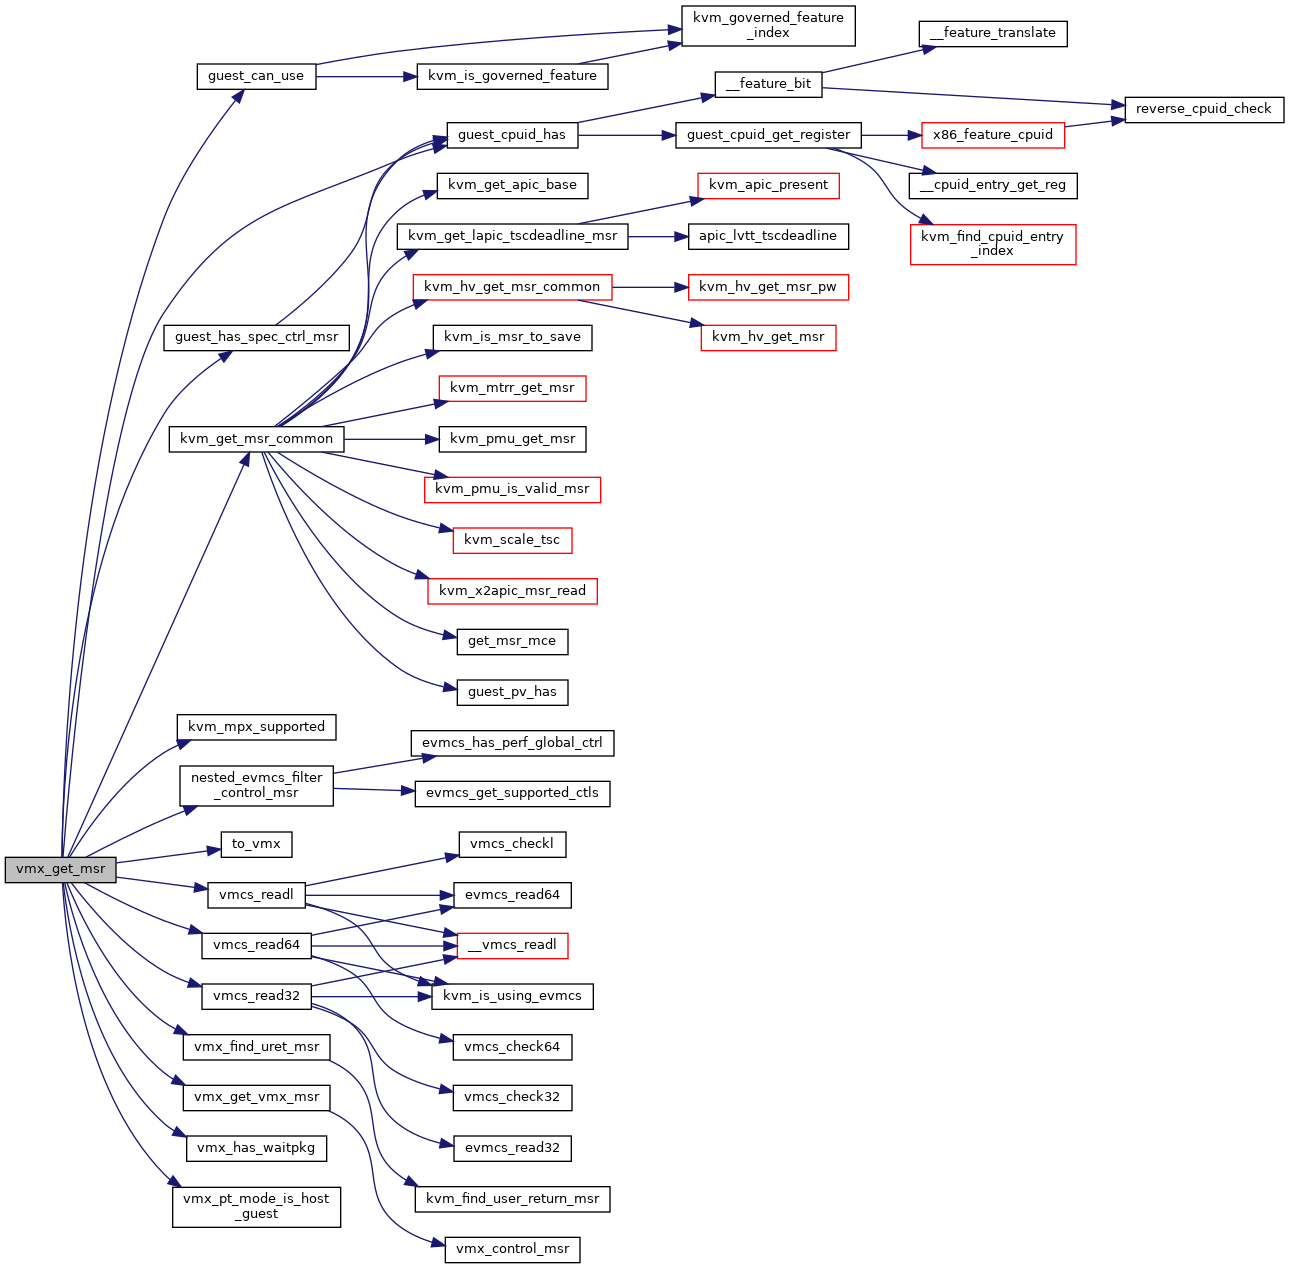 kvm_governed_feature
_index
__feature_translate
guest_can_use
kvm_is_governed_feature
__feature_bit
reverse_cpuid_check
guest_cpuid_has
guest_cpuid_get_register
x86_feature_cpuid
kvm_get_apic_base
kvm_apic_present
__cpuid_entry_get_reg
kvm_get_lapic_tscdeadline_msr
apic_lvtt_tscdeadline
kvm_find_cpuid_entry
_index
kvm_hv_get_msr_common
kvm_hv_get_msr_pw
guest_has_spec_ctrl_msr
kvm_is_msr_to_save
kvm_hv_get_msr
kvm_mtrr_get_msr
kvm_get_msr_common
kvm_pmu_get_msr
kvm_pmu_is_valid_msr
kvm_scale_tsc
kvm_x2apic_msr_read
get_msr_mce
guest_pv_has
kvm_mpx_supported
evmcs_has_perf_global_ctrl
nested_evmcs_filter
_control_msr
evmcs_get_supported_ctls
to_vmx
vmcs_checkl
vmx_get_msr
vmcs_readl
evmcs_read64
vmcs_read64
__vmcs_readl
vmcs_read32
kvm_is_using_evmcs
vmx_find_uret_msr
vmcs_check64
vmx_get_vmx_msr
vmcs_check32
vmx_has_waitpkg
evmcs_read32
vmx_pt_mode_is_host
_guest
kvm_find_user_return_msr
vmx_control_msr